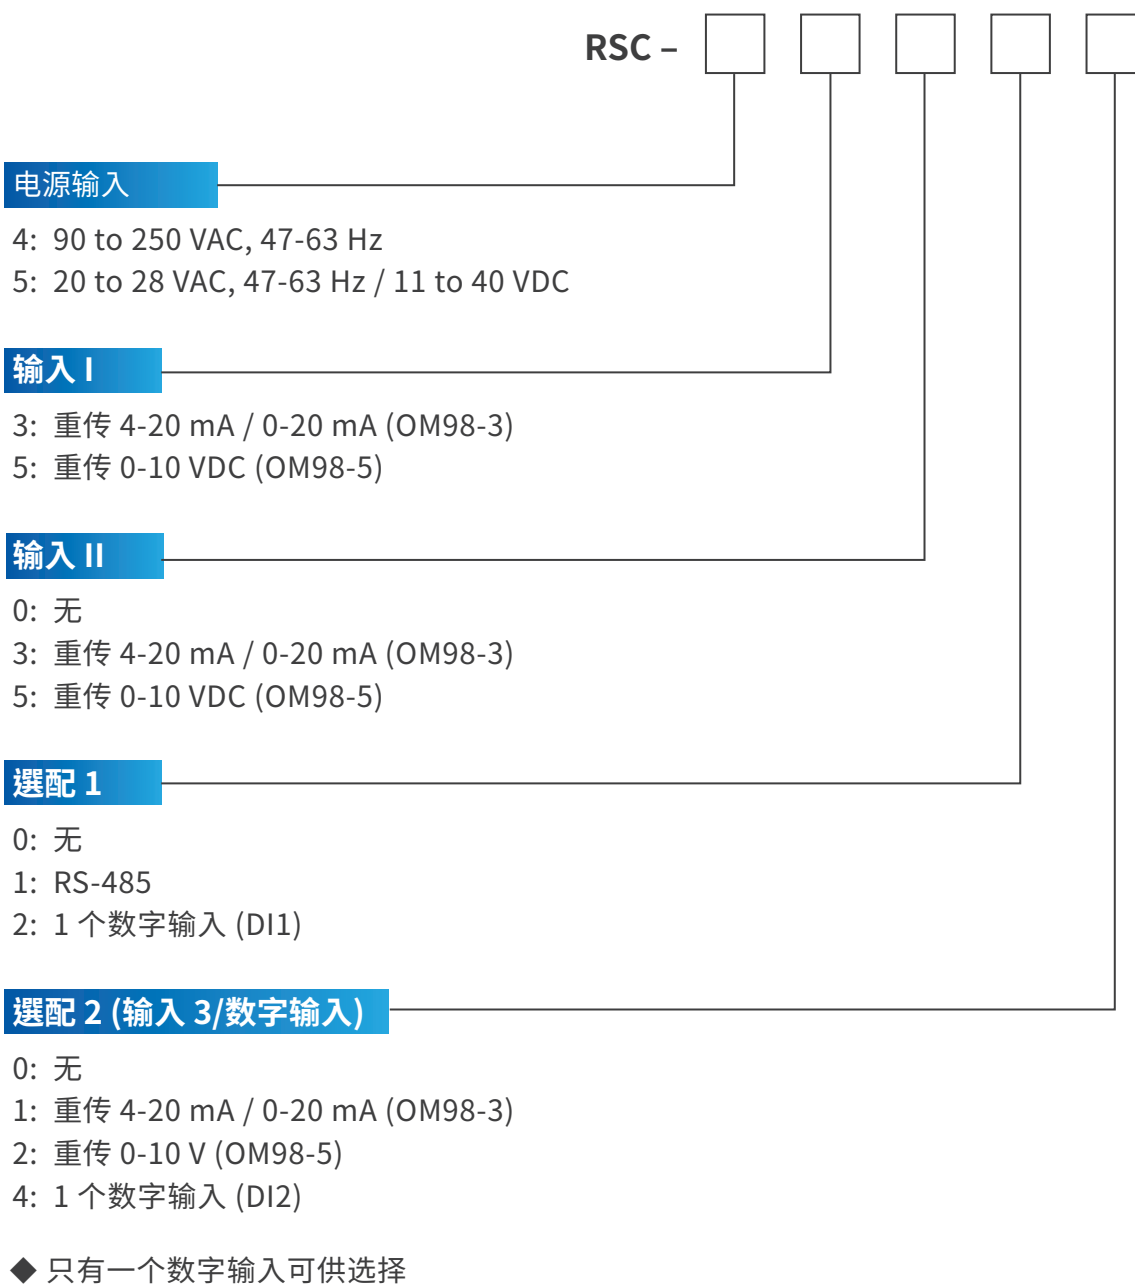 RSC –
电源输入
4: 90 to 250 VAC, 47-63 Hz
5: 20 to 28 VAC, 47-63 Hz / 11 to 40 VDC
输入 I
3: 重传 4-20 mA / 0-20 mA (OM98-3)
5: 重传 0-10 VDC (OM98-5)
输入 II
0: 无
3: 重传 4-20 mA / 0-20 mA (OM98-3)
5: 重传 0-10 VDC (OM98-5)
選配 1
0: 无
1: RS-485
2: 1 个数字输入 (DI1)
選配 2 (输入 3/数字输入)
0: 无
1: 重传 4-20 mA / 0-20 mA (OM98-3)
2: 重传 0-10 V (OM98-5)
4: 1 个数字输入 (DI2)
◆ 只有一个数字输入可供选择